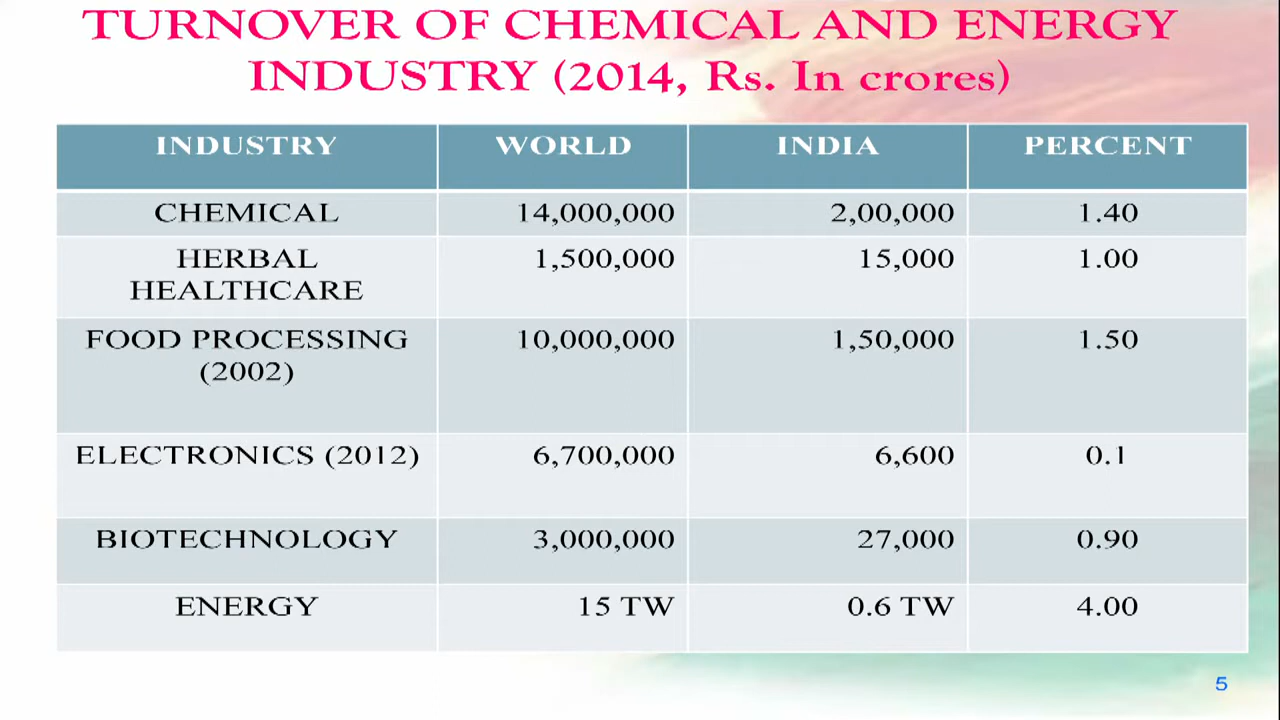 TURNOVER OF CHEMICAL AND ENERGY
INDUSTRY (2014, Rs. In crores)
INDUSTRY WORLD INDIA PERCENT
CHEMICAL 14,000,000 2,00,000 1.40
HERBAL 1,500,000 15,000 1.00
HEALTHCARE
FOOD PROCESSING 10,000,000 1,50,000 1.50
(2002)
ELECTRONICS (2012) 6,700,000 6,600 0.1
BIOTECHNOLOGY 3,000,000 27,000 0.90
ENERGY 15 TW 0.6 TW 4.00
5